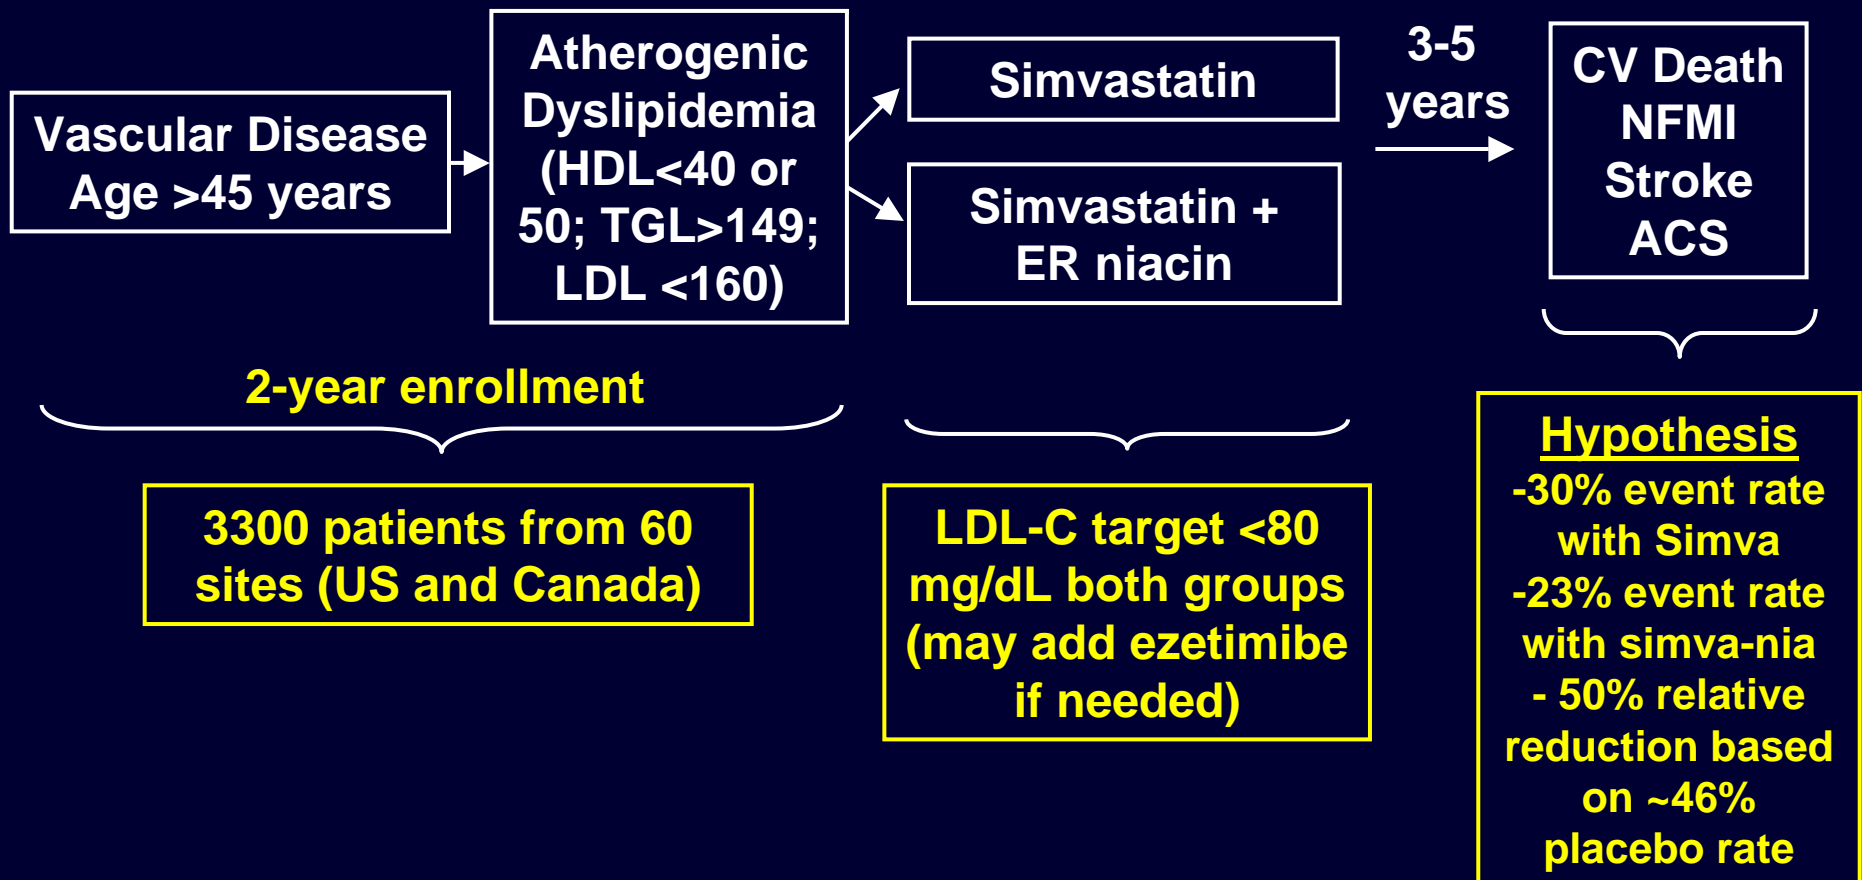 Vascular Disease
Age >45 years
Atherogenic
Dyslipidemia
(HDL<40 or
50; TGL>149;
LDL <160)
Simvastatin
Simvastatin +
ER niacin
3-5
years
CV Death
NFMI
Stroke
ACS
2-year enrollment
3300 patients from 60
sites (US and Canada)
LDL-C target <80
mg/dL both groups
(may add ezetimibe
if needed)
Hypothesis
-30% event rate
with Simva
-23% event rate
with simva-nia
- 50% relative
reduction based
on ~46%
placebo rate